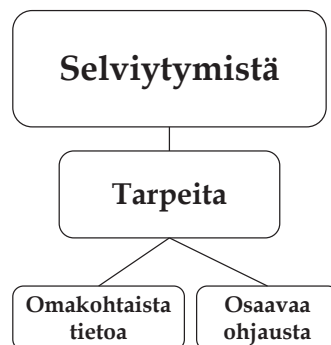 Selviytymistä
Tarpeita
Omakohtaista
tietoa
Osaavaa
ohjausta